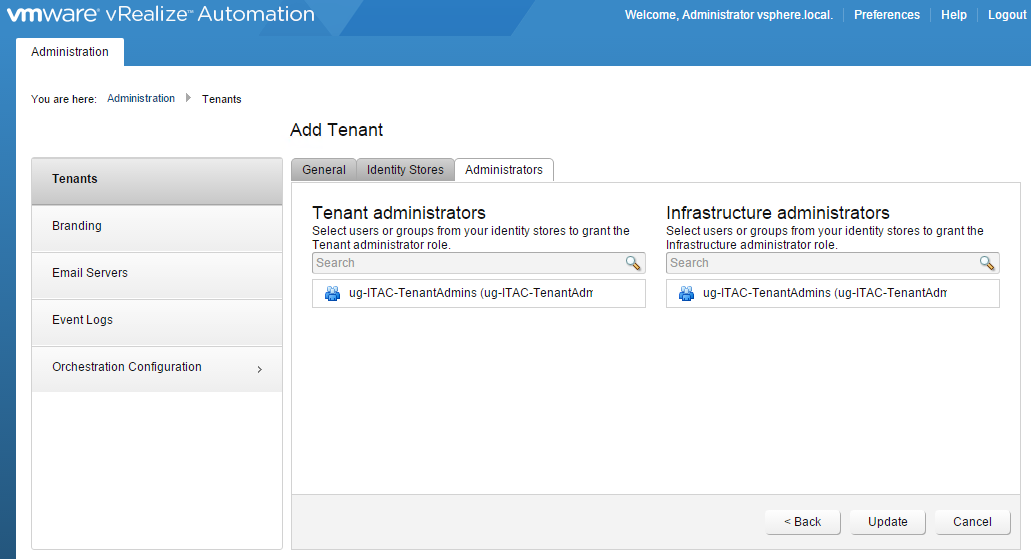 vmware® vRealize™ Automation
Welcome, Administrator vsphere.local.
Preferences
Help
Logout
Administration
You are here: Administration Tenants
Add Tenant
Tenants
Branding
Email Servers
Event Logs
Orchestration Configuration
General
Identity Stores
Administrators
Tenant administrators
Select users or groups from your identity stores to grant the
Tenant administrator role.
Search
ug-ITAC-TenantAdmins (ug-ITAC-TenantAdm
Infrastructure administrators
Select users or groups from your identity stores to grant the
Infrastructure administrator role.
Search
ug-ITAC-TenantAdmins (ug-ITAC-TenantAdm
< Back
Update
Cancel